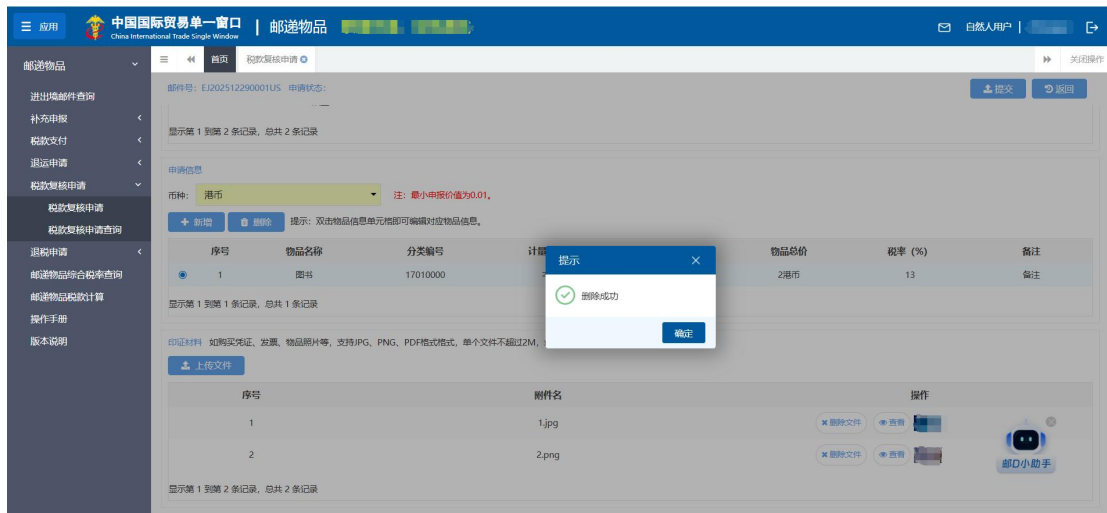 应用
中国国际贸易单一窗口
China International Trade Single Window
邮递物品
自然人用户
邮递物品
进出境邮件查询
补充申报
税款支付
退运申请
税款复核申请
税款复核申请
税款复核申请查询
退税申请
邮递物品综合税率查询
邮递物品税款计算
操作手册
版本说明
首页
税款复核申请
关闭操作
邮件号：EJ202512290001US 申请状态：
提交
返回
显示第 1 到第 2 条记录，总共 2 条记录
申请信息
币种： 港币
注：最小申报价值为0.01。
新增
删除
提示：双击物品信息单元格即可编辑对应物品信息。
序号 物品名称 分类编号 物品总价 税率（%） 备注
1 图书 17010000 2港币 13 备注
显示第 1 到第 1 条记录，总共 1 条记录
提示
删除成功
确定
印证材料 如购买凭证、发票、物品照片等，支持JPG、PNG、PDF格式格式，单个文件不超过2M，
上传文件
序号 附件名 操作
1 1.jpg 删除文件 查看
2 2.png 删除文件 查看
显示第 1 到第 2 条记录，总共 2 条记录
邮D小助手